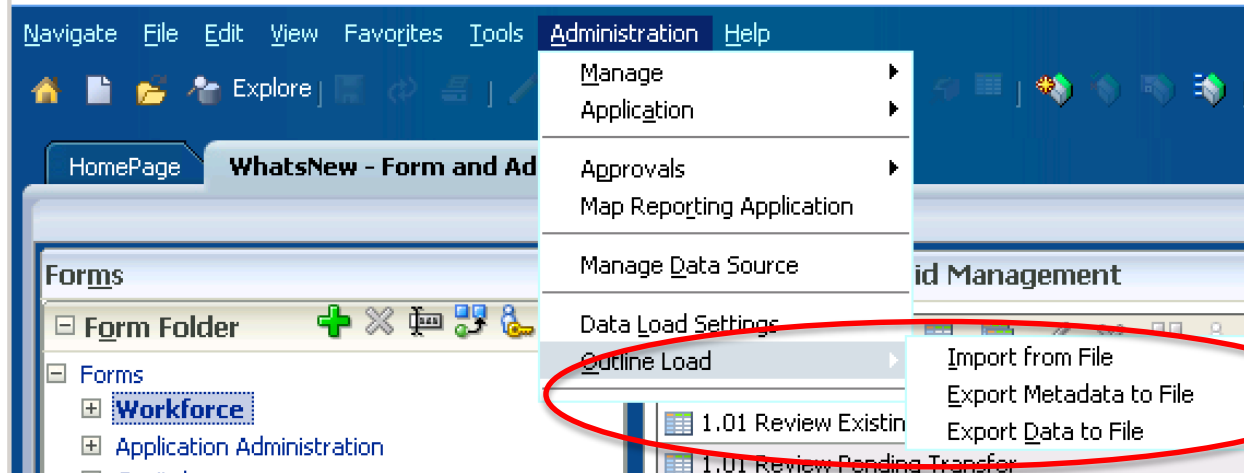 Navigate File Edit View Favorites Tools Administration Help
Explore
Manage
Application
HomePage
WhatsNew - Form and Ad
Approvals
Map Reporting Application
Manage Data Source
Forms
id Management
Form Folder
Data Load Settings
Outline Load
Import from File
Export Metadata to File
Export Data to File
Forms
Workforce
Application Administration
1.01 Review Existin
1.01 Review Pending Transfer